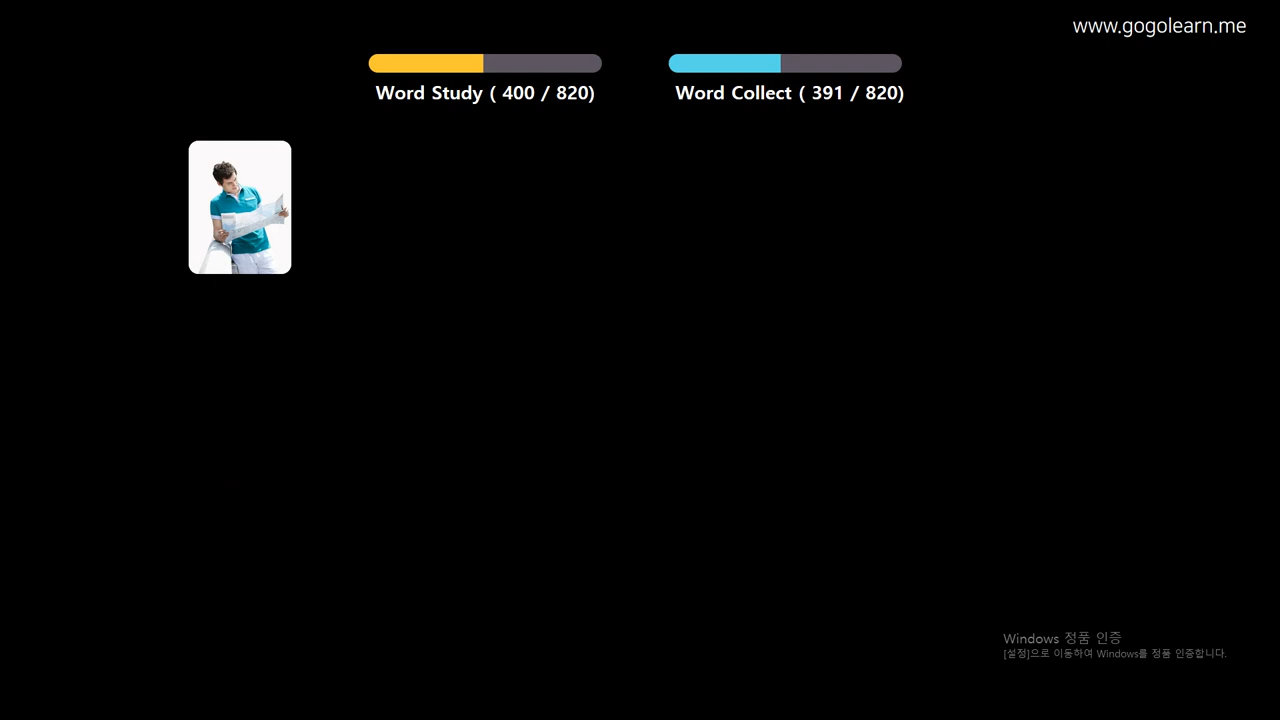 www.gogolearn.me
Word Study ( 400 / 820)
Word Collect ( 391 / 820)
Windows 정품 인증
[설정]으로 이동하여 Windows를 정품 인증합니다.